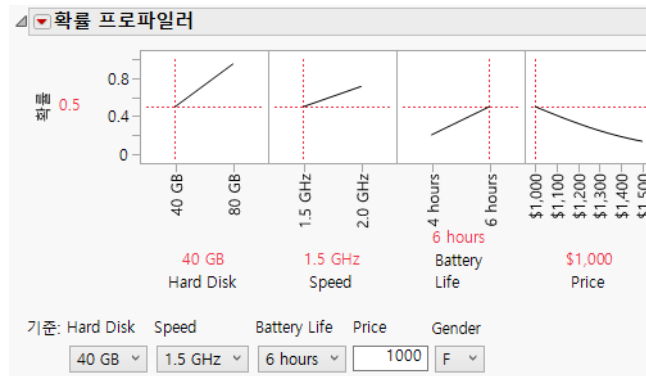 확률 프로파일러
확률
0.5
0.8
0.4
0
40 GB
80 GB
1.5 GHz
2.0 GHz
4 hours
6 hours
$1,000
$1,100
$1,200
$1,300
$1,400
$1,500
40 GB
Hard Disk
1.5 GHz
Speed
6 hours
Battery
Life
$1,000
Price
기준: Hard Disk Speed Battery Life Price Gender
40 GB 1.5 GHz 6 hours 1000 F